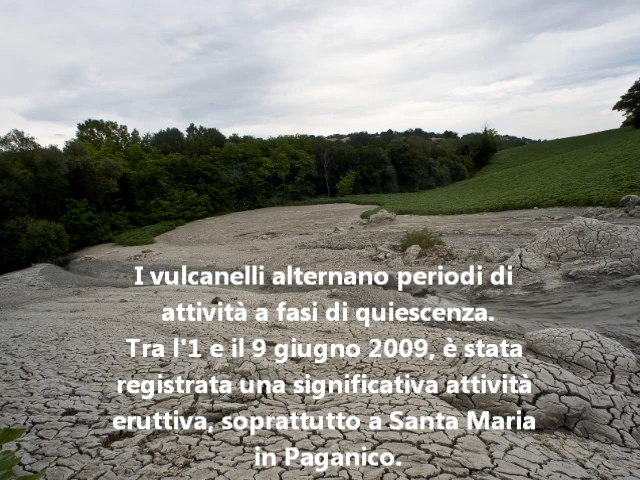 I vulcanelli alternano periodi di
attività a fasi di quiescenza.
Tra l'1 e il 9 giugno 2009, è stata
registrata una significativa attività
eruttiva, soprattutto a Santa Maria
in Paganico.